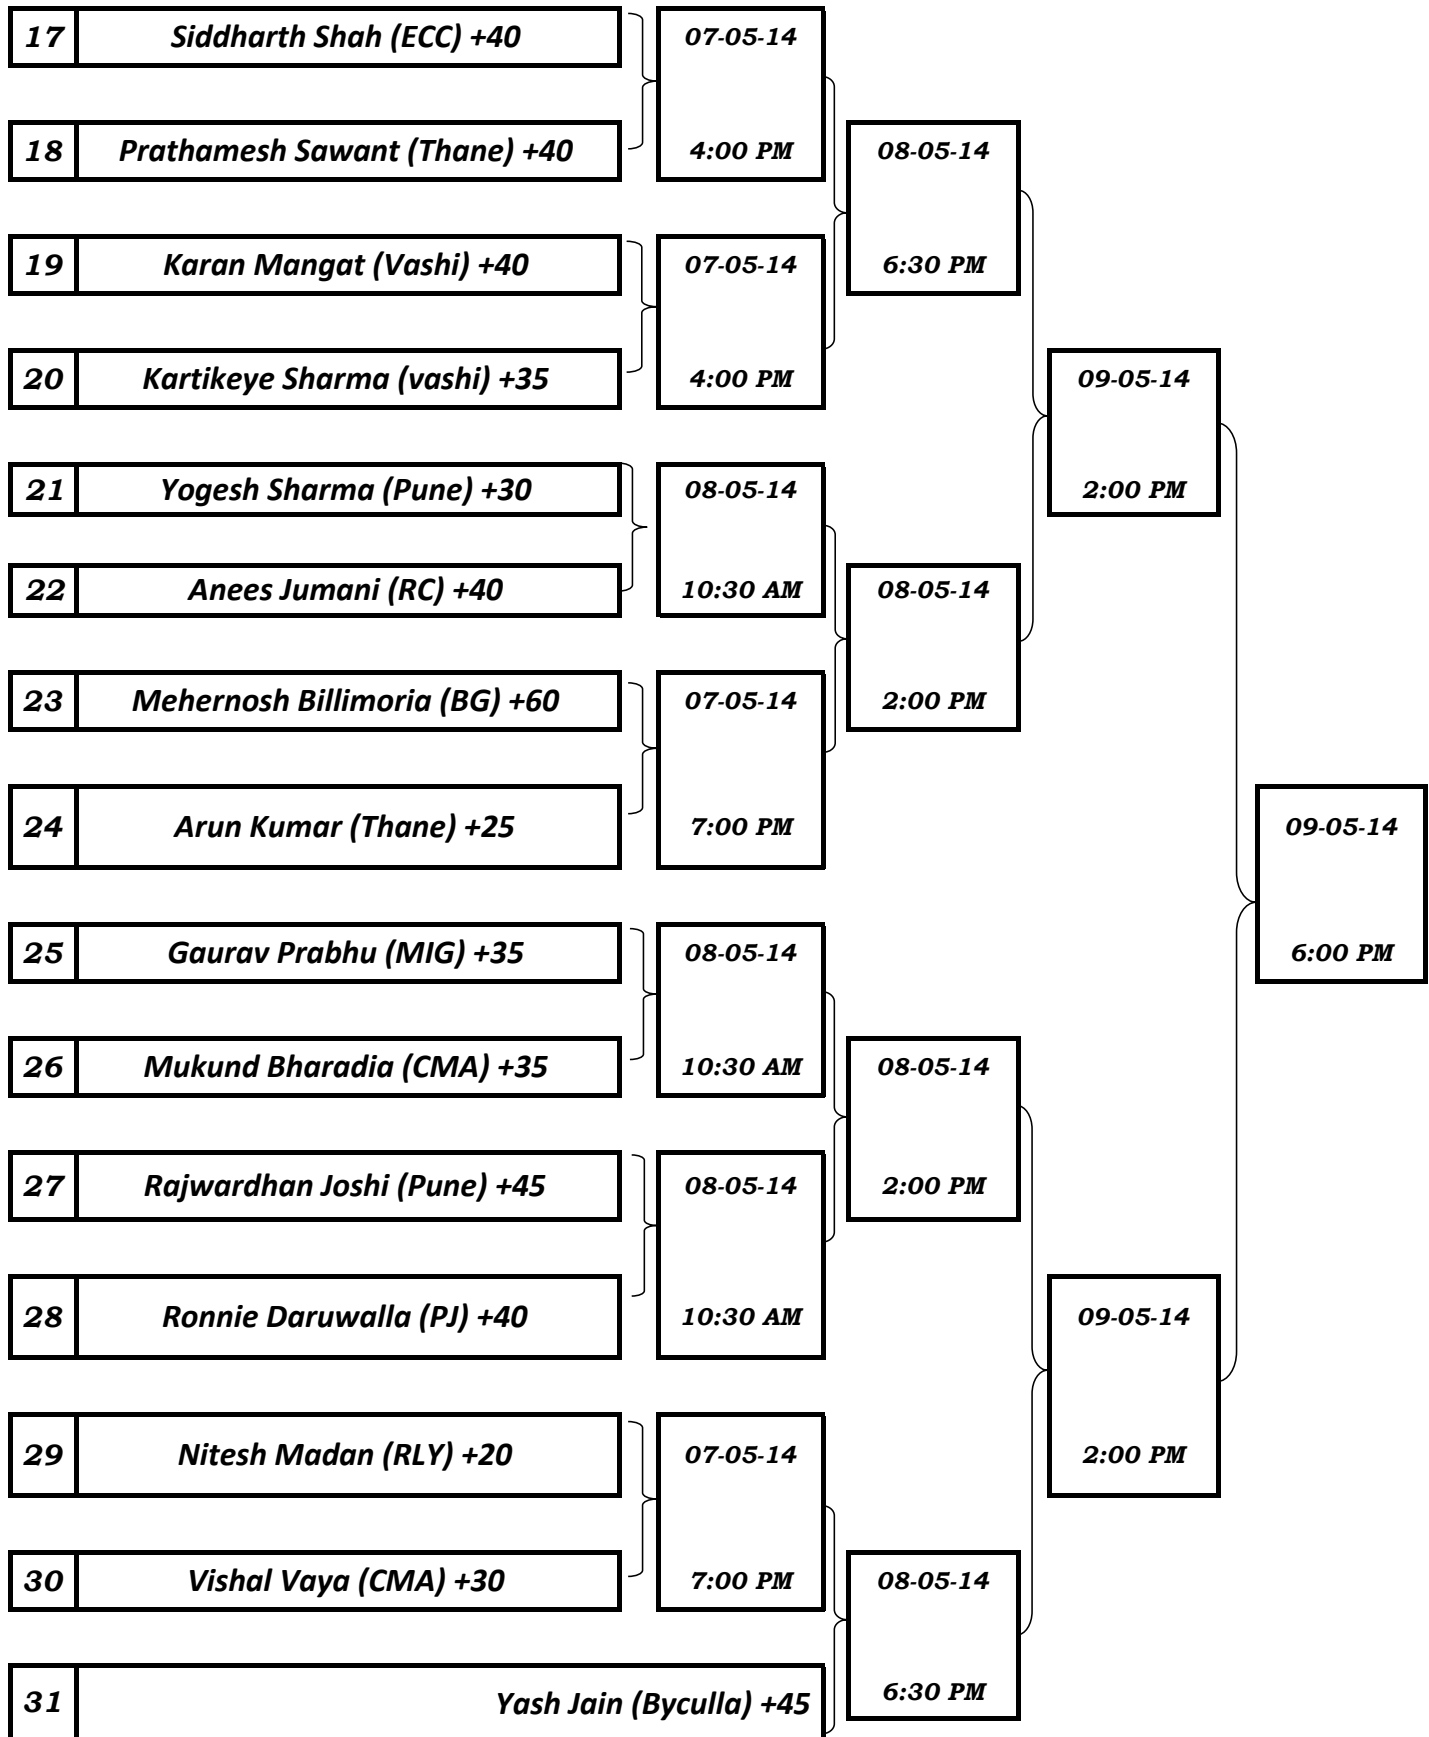 17 Siddharth Shah (ECC) +40 07-05-14
18 Prathamesh Sawant (Thane) +40 4:00 PM 08-05-14
19 Karan Mangat (Vashi) +40 07-05-14 6:30 PM
20 Kartikeye Sharma (vashi) +35 4:00 PM 09-05-14
21 Yogesh Sharma (Pune) +30 08-05-14 2:00 PM
22 Anees Jumani (RC) +40 10:30 AM 08-05-14
23 Mehernosh Billimoria (BG) +60 07-05-14 2:00 PM
24 Arun Kumar (Thane) +25 7:00 PM 09-05-14
25 Gaurav Prabhu (MIG) +35 08-05-14 6:00 PM
26 Mukund Bharadia (CMA) +35 10:30 AM 08-05-14
27 Rajwardhan Joshi (Pune) +45 08-05-14 2:00 PM
28 Ronnie Daruwalla (PJ) +40 10:30 AM 09-05-14
29 Nitesh Madan (RLY) +20 07-05-14 2:00 PM
30 Vishal Vaya (CMA) +30 7:00 PM 08-05-14
31 Yash Jain (Byculla) +45 6:30 PM